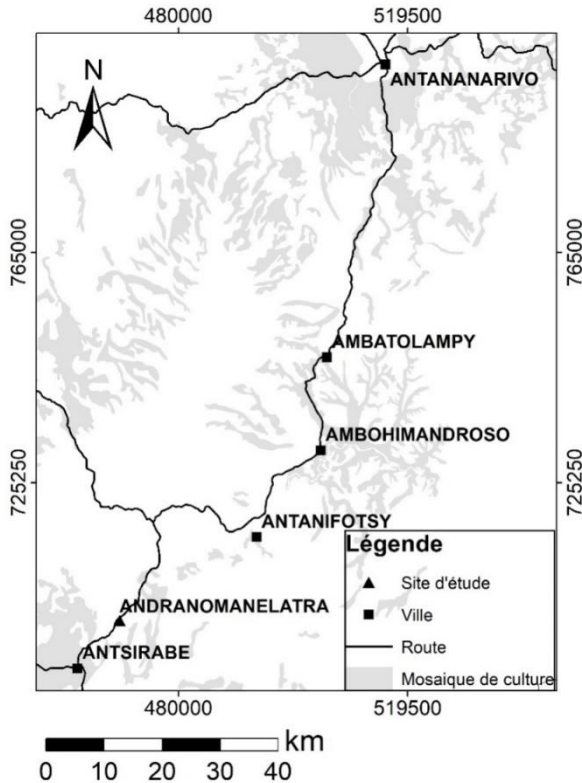 480000 519500
N
ANTANANARIVO
765000 765000
AMBATOLAMPY
AMBOHIMANDROSO
725250 725250
ANTANIFOTSY
Légende
Site d'étude
Ville
Route
Mosaique de culture
ANDRANOMANELATRA
ANTSIRABE
480000 519500
km
0 10 20 30 40